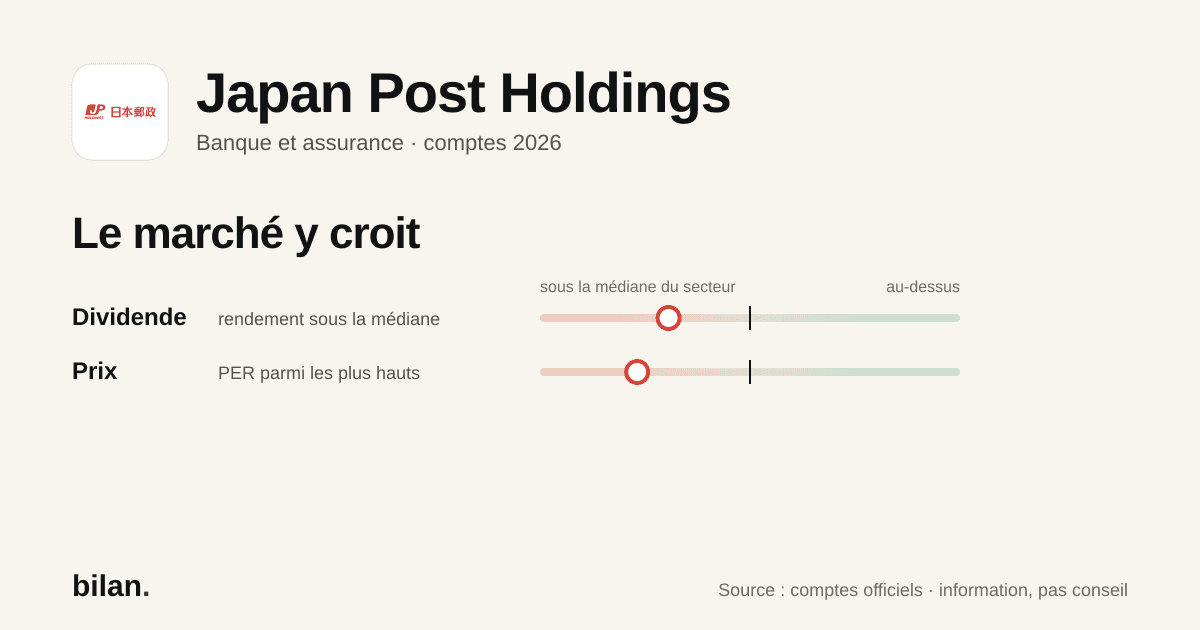 JP 日本郵政
HOLDINGS
Japan Post Holdings
Banque et assurance · comptes 2026
Le marché y croit
sous la médiane du secteur au-dessus
Dividende rendement sous la médiane
Prix PER parmi les plus hauts
bilan.
Source : comptes officiels · information, pas conseil